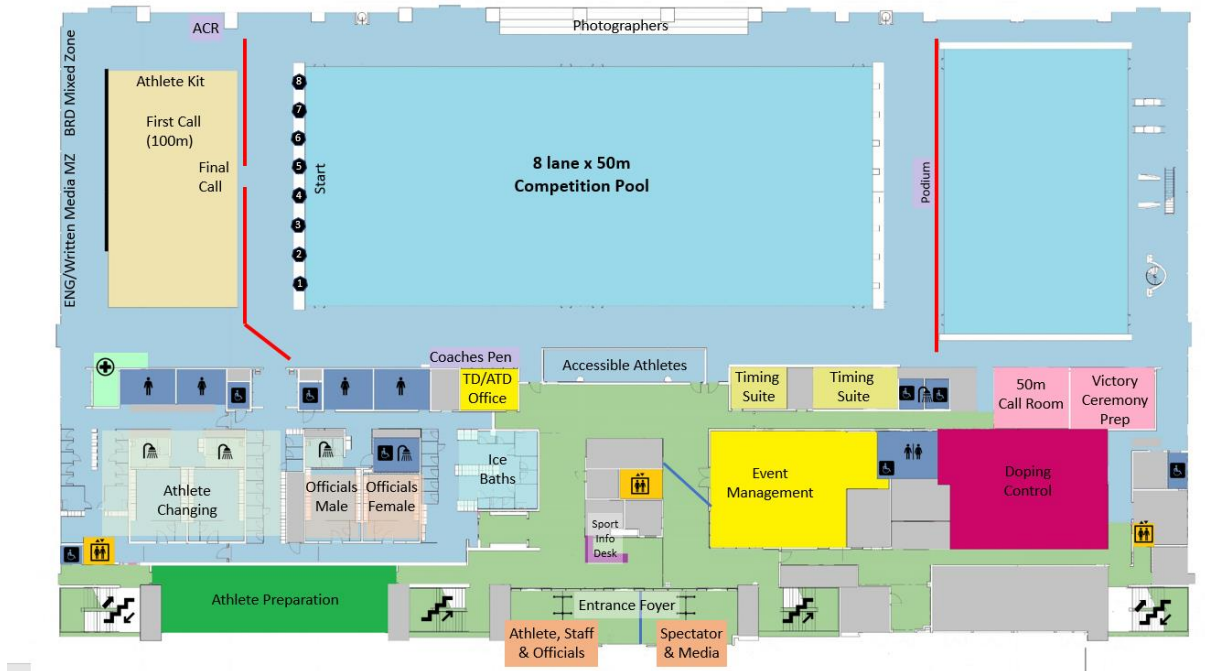 ACR
Photographers
BRD Mixed Zone
ENG/Written Media MZ
Athlete Kit
First Call
(100m)
Final
Call
8
7
6
5
4
3
2
1
Start
8 lane x 50m
Competition Pool
Podium
Coaches Pen
TD/ATD
Office
Accessible Athletes
Timing
Suite
Timing
Suite
50m
Call Room
Victory
Ceremony
Prep
Athlete
Changing
Officials
Male
Officials
Female
Ice
Baths
Event
Management
Doping
Control
Sport
Info
Desk
Athlete Preparation
Entrance Foyer
Athlete, Staff
& Officials
Spectator
& Media